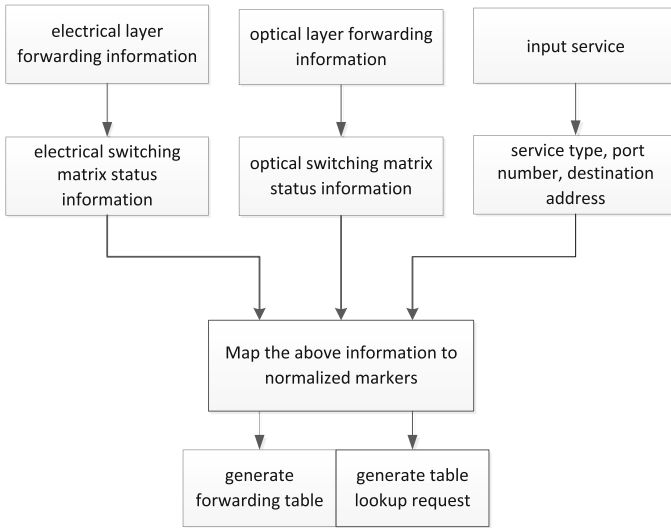 electrical layer
forwarding information
optical layer forwarding
information
input service
electrical switching
matrix status
information
optical switching matrix
status information
service type, port
number, destination
address
Map the above information to
normalized markers
generate
forwarding table
generate table
lookup request